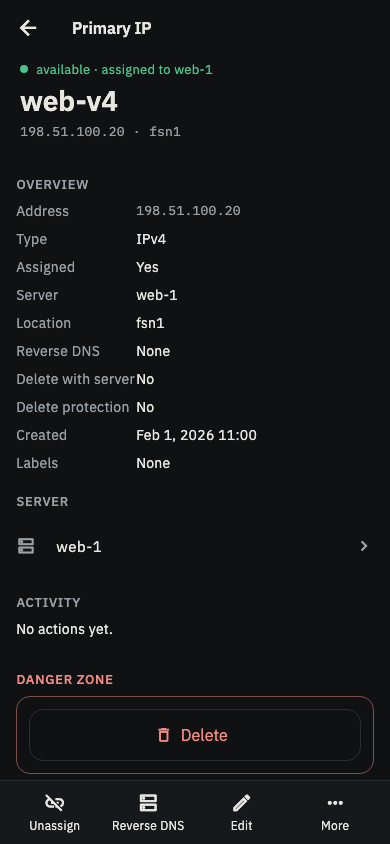 Primary IP
available · assigned to web-1
web-v4
198.51.100.20 · fsn1
OVERVIEW
Address 198.51.100.20
Type IPv4
Assigned Yes
Server web-1
Location fsn1
Reverse DNS None
Delete with server No
Delete protection No
Created Feb 1, 2026 11:00
Labels None
SERVER
web-1
ACTIVITY
No actions yet.
DANGER ZONE
Delete
Unassign Reverse DNS Edit More